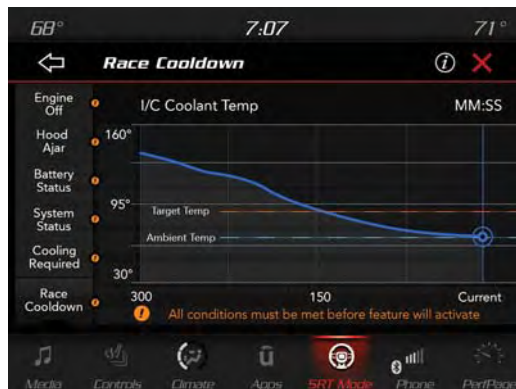 68°
7:07
71°
Race Cooldown
i
Engine
Off
Hood
Ajar
Battery
Status
System
Status
Cooling
Required
Race
Cooldown
I/C Coolant Temp
MM:SS
160°
95°
30°
Target Temp
Ambient Temp
300
150
Current
! All conditions must be met before feature will activate
Media
Controls
Climate
Apps
SRT Mode
Phone
Perf Pages